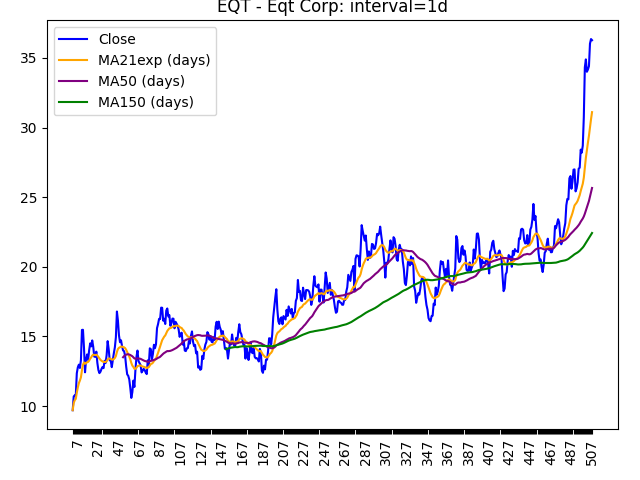 EQT - Eqt Corp: interval=1d
Close
MA21exp (days)
MA50 (days)
MA150 (days)
35
30
25
20
15
10
7 27 47 67 87 107 127 147 167 187 207 227 247 267 287 307 327 347 367 387 407 427 447 467 487 507